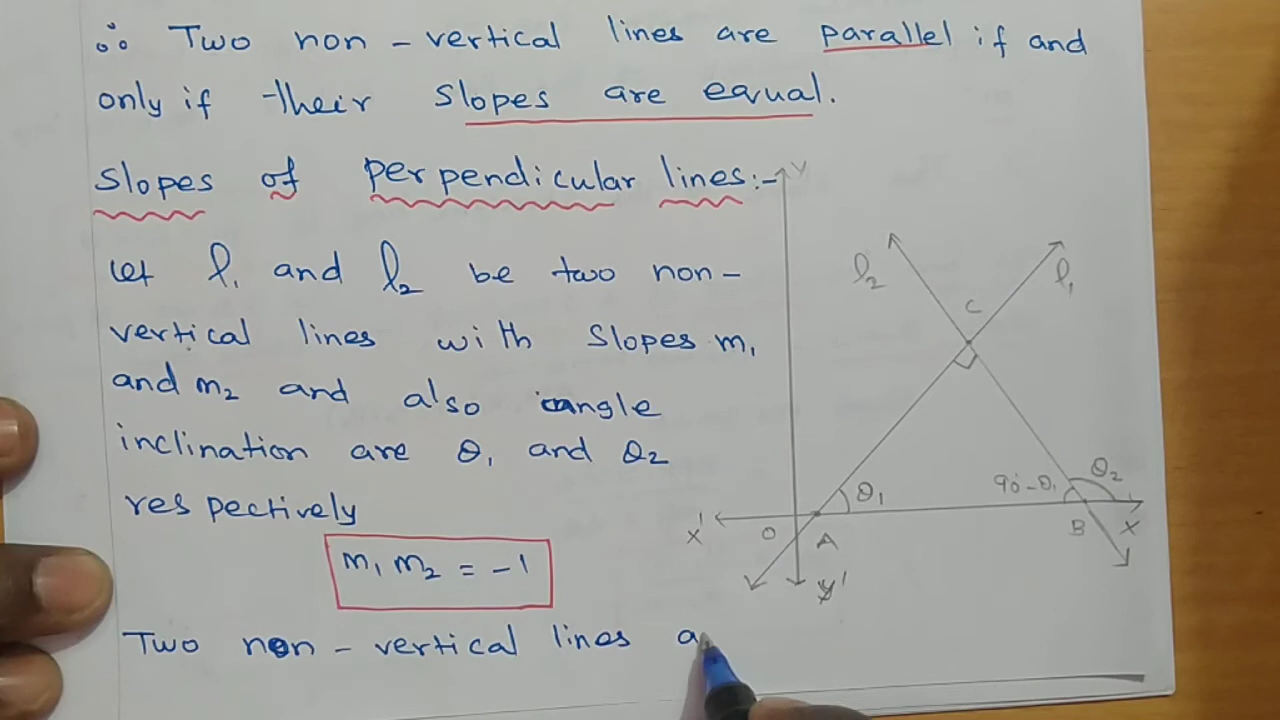 ∴ Two non-vertical lines are parallel if and
only if their slopes are equal.
Slopes of perpendicular lines:-
Let l₁ and l₂ be two non-
vertical lines with slopes m₁
and m₂ and also angle
inclination are θ₁ and θ₂
respectively
m₁ m₂ = -1
Two non-vertical lines a
Y
l₂
l₁
C
θ₁
90°-θ₁
θ₂
X'
O
A
B
X
Y'